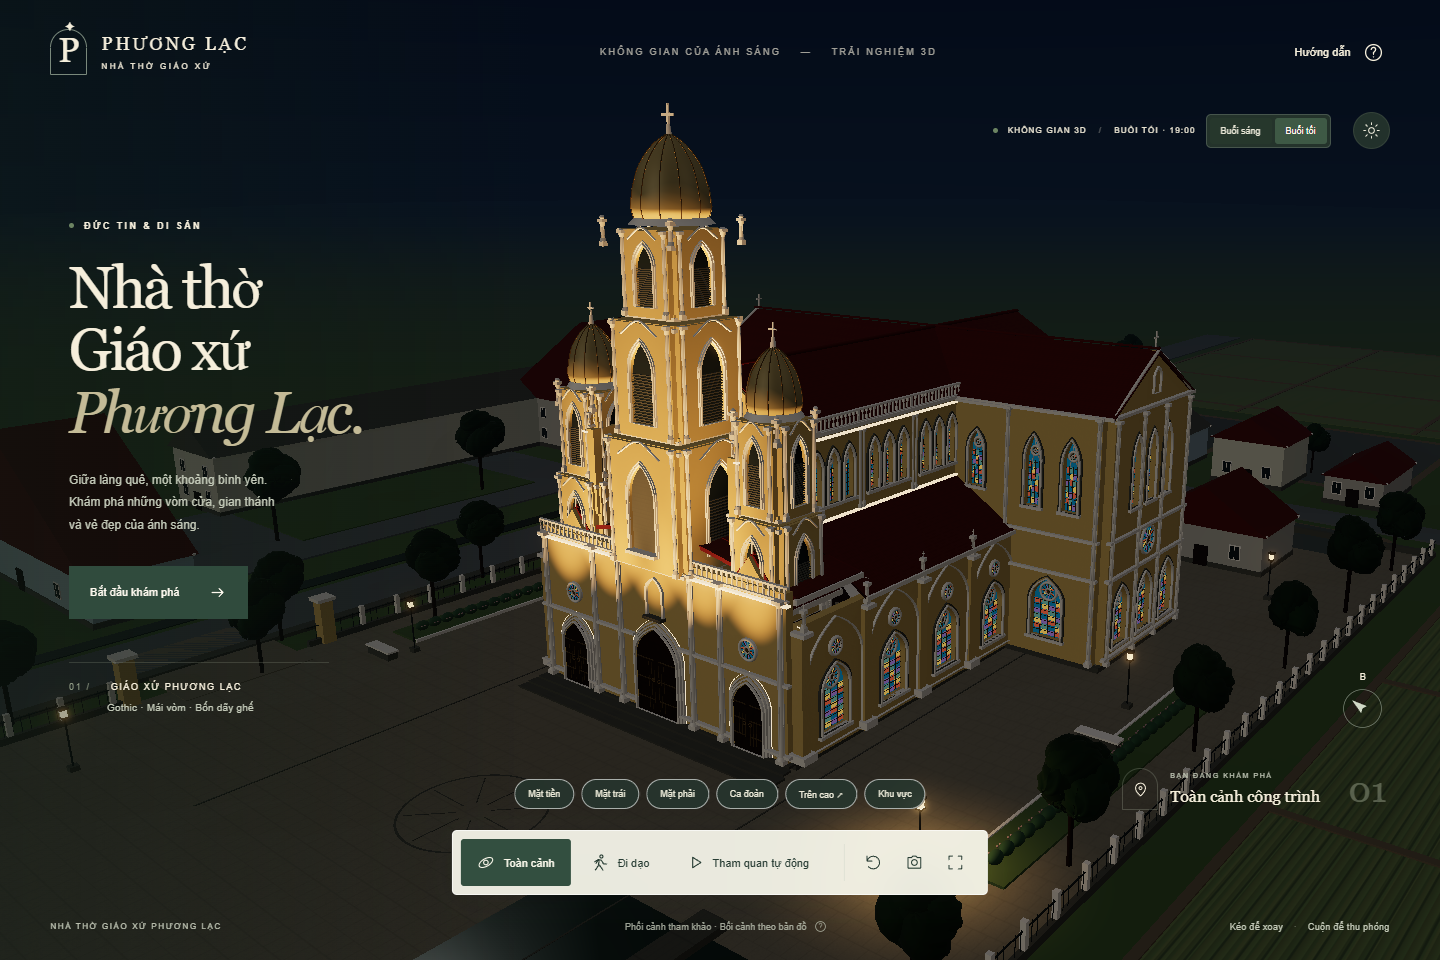 P
PHƯƠNG LẠC
NHÀ THỜ GIÁO XỨ
KHÔNG GIAN CỦA ÁNH SÁNG — TRẢI NGHIỆM 3D
Hướng dẫn ?
KHÔNG GIAN 3D / BUỔI TỐI · 19:00
Buổi sáng
Buổi tối
ĐỨC TIN & DI SẢN
Nhà thờ
Giáo xứ
Phương Lạc.
Giữa làng quê, một khoảng bình yên.
Khám phá những vòm cửa, gian thánh
và vẻ đẹp của ánh sáng.
Bắt đầu khám phá →
01 / GIÁO XỨ PHƯƠNG LẠC
Gothic · Mái vòm · Bốn dãy ghế
B
BẠN ĐANG KHÁM PHÁ
Toàn cảnh công trình
01
Mặt tiền
Mặt trái
Mặt phải
Ca đoàn
Trên cao ↗
Khu vực
Toàn cảnh
Đi dạo
Tham quan tự động
NHÀ THỜ GIÁO XỨ PHƯƠNG LẠC
Phối cảnh tham khảo · Bối cảnh theo bản đồ ?
Kéo để xoay · Cuộn để thu phóng